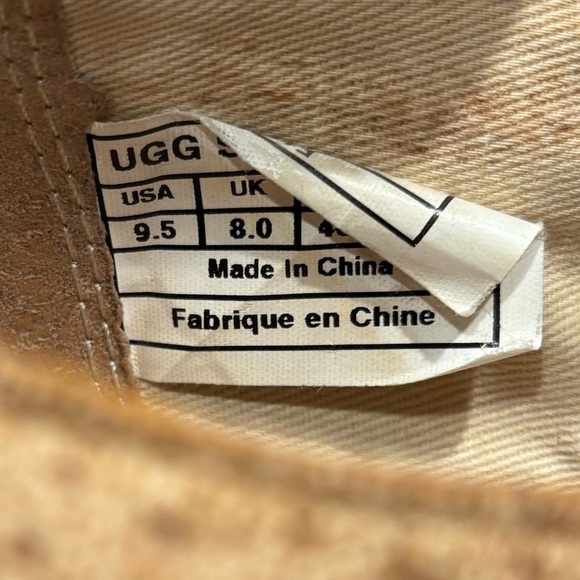 UGG
USA UK
9.5 8.0
Made In China
Fabrique en Chine